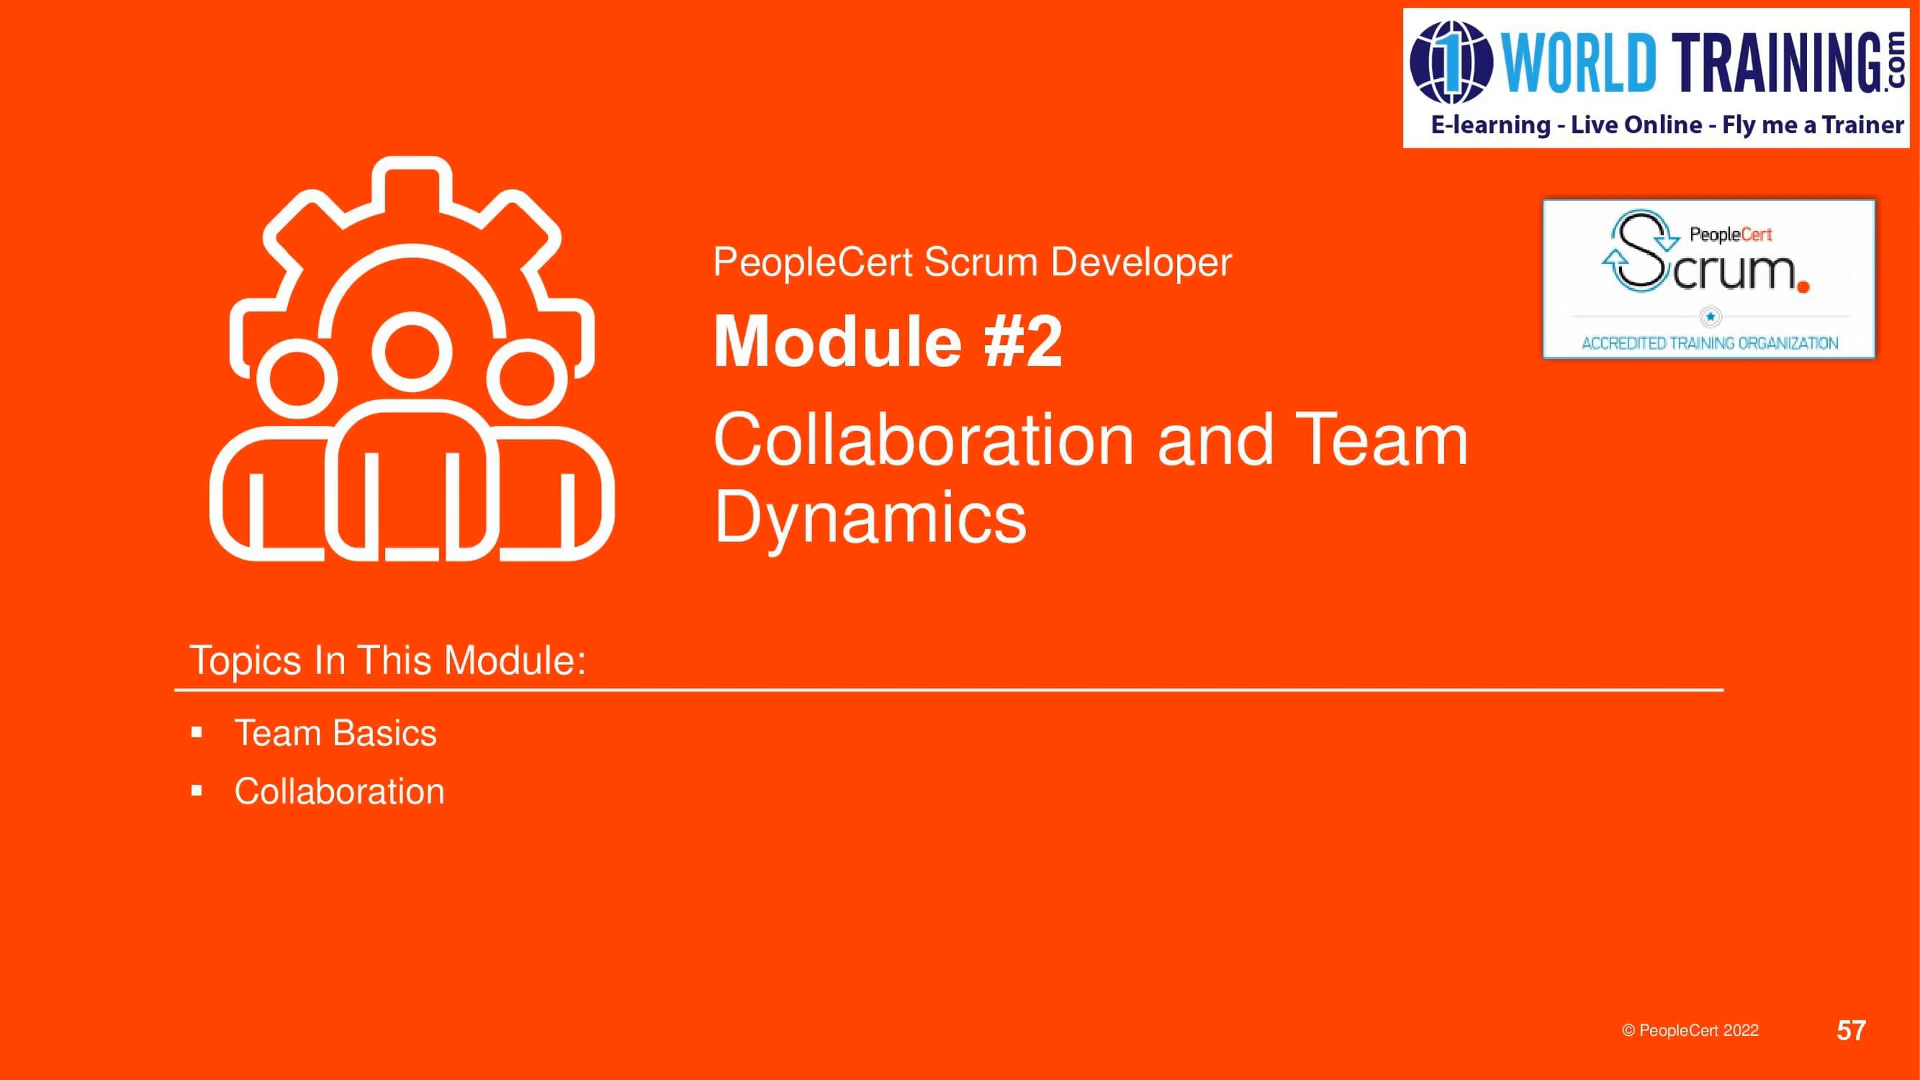 1 WORLD TRAINING.com
E-learning - Live Online - Fly me a Trainer
PeopleCert
Scrum.
ACCREDITED TRAINING ORGANIZATION
PeopleCert Scrum Developer
Module #2
Collaboration and Team
Dynamics
Topics In This Module:
▪ Team Basics
▪ Collaboration
© PeopleCert 2022
57